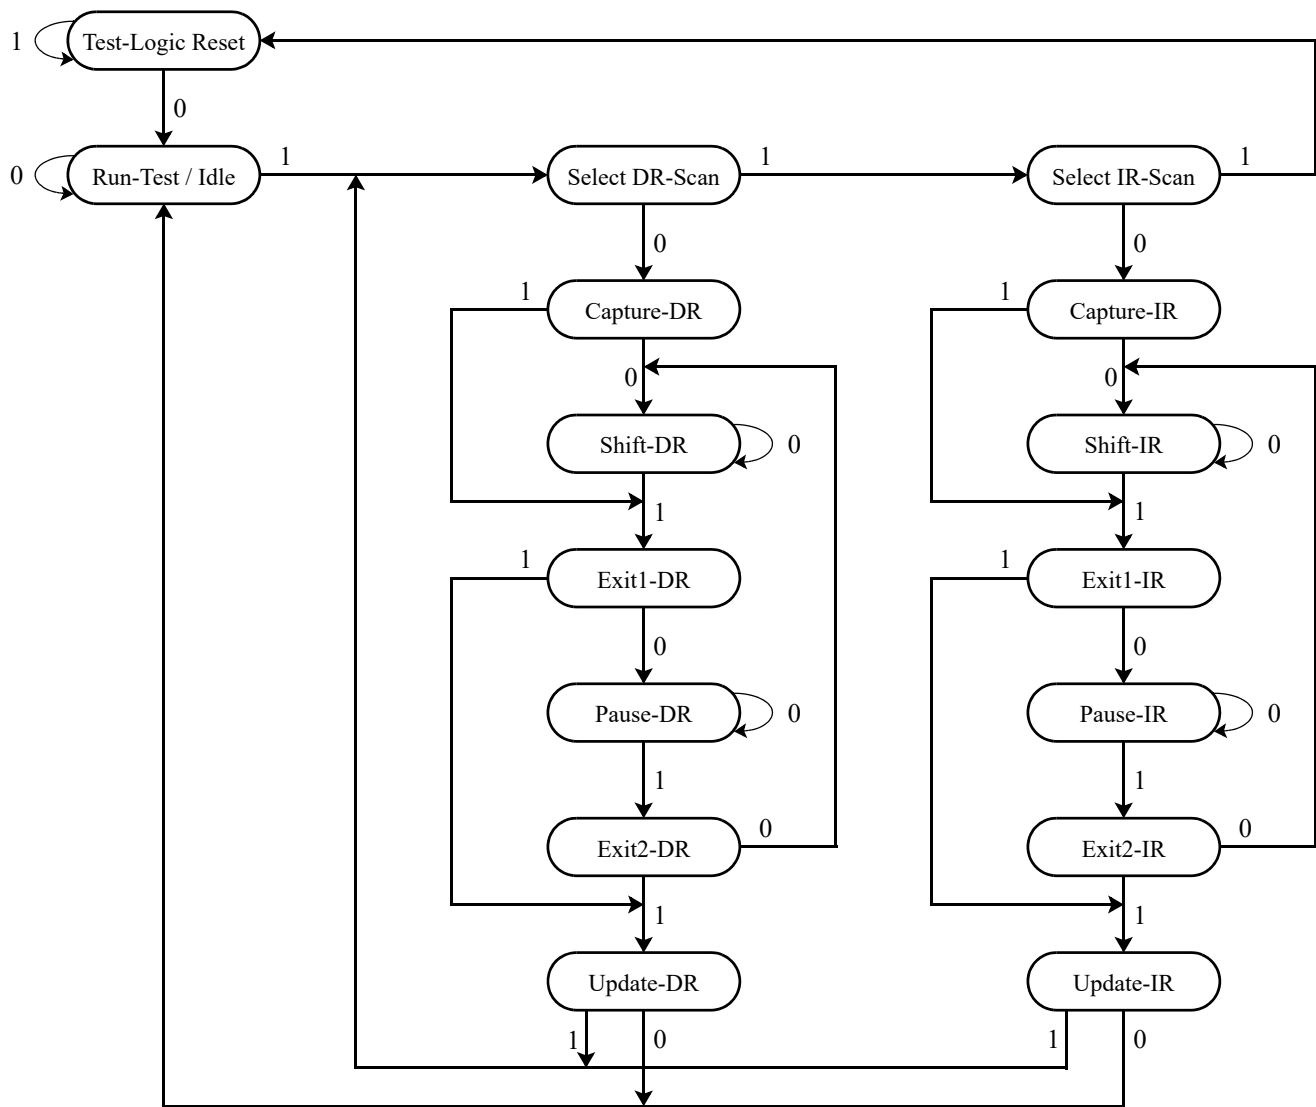 1
Test-Logic Reset
0
0
Run-Test / Idle
1
Select DR-Scan
1
Select IR-Scan
1
0
0
1
Capture-DR
1
Capture-IR
0
0
Shift-DR
0
Shift-IR
0
1
1
1
Exit1-DR
1
Exit1-IR
0
0
Pause-DR
0
Pause-IR
0
1
1
Exit2-DR
0
Exit2-IR
0
1
1
Update-DR
Update-IR
1
0
1
0